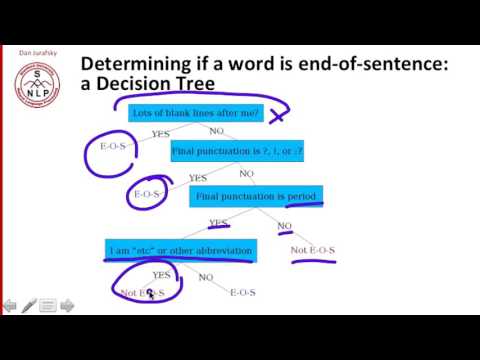 Dan Jurafsky
Determining if a word is end-of-sentence:
a Decision Tree
S
NLP
Lots of blank lines after me?
YES NO
E-O-S
Final punctuation is ?, !, or :?
YES NO
E-O-S
Final punctuation is period
YES NO
I am "etc" or other abbreviation
Not E-O-S
YES NO
Not E-O-S
E-O-S